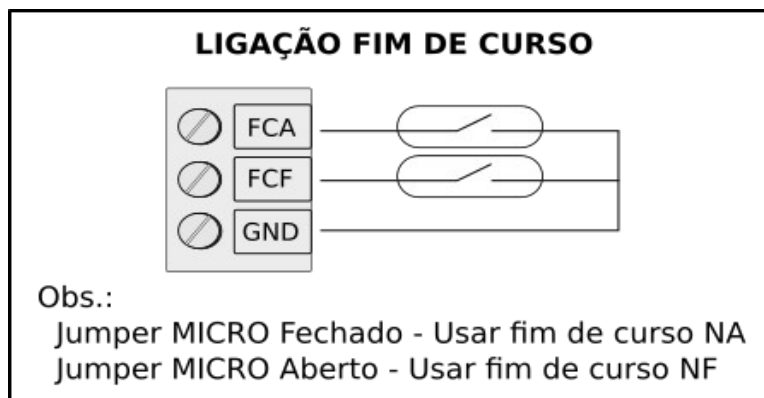 LIGAÇÃO FIM DE CURSO
FCA
FCF
GND
Obs.:
Jumper MICRO Fechado - Usar fim de curso NA
Jumper MICRO Aberto - Usar fim de curso NF